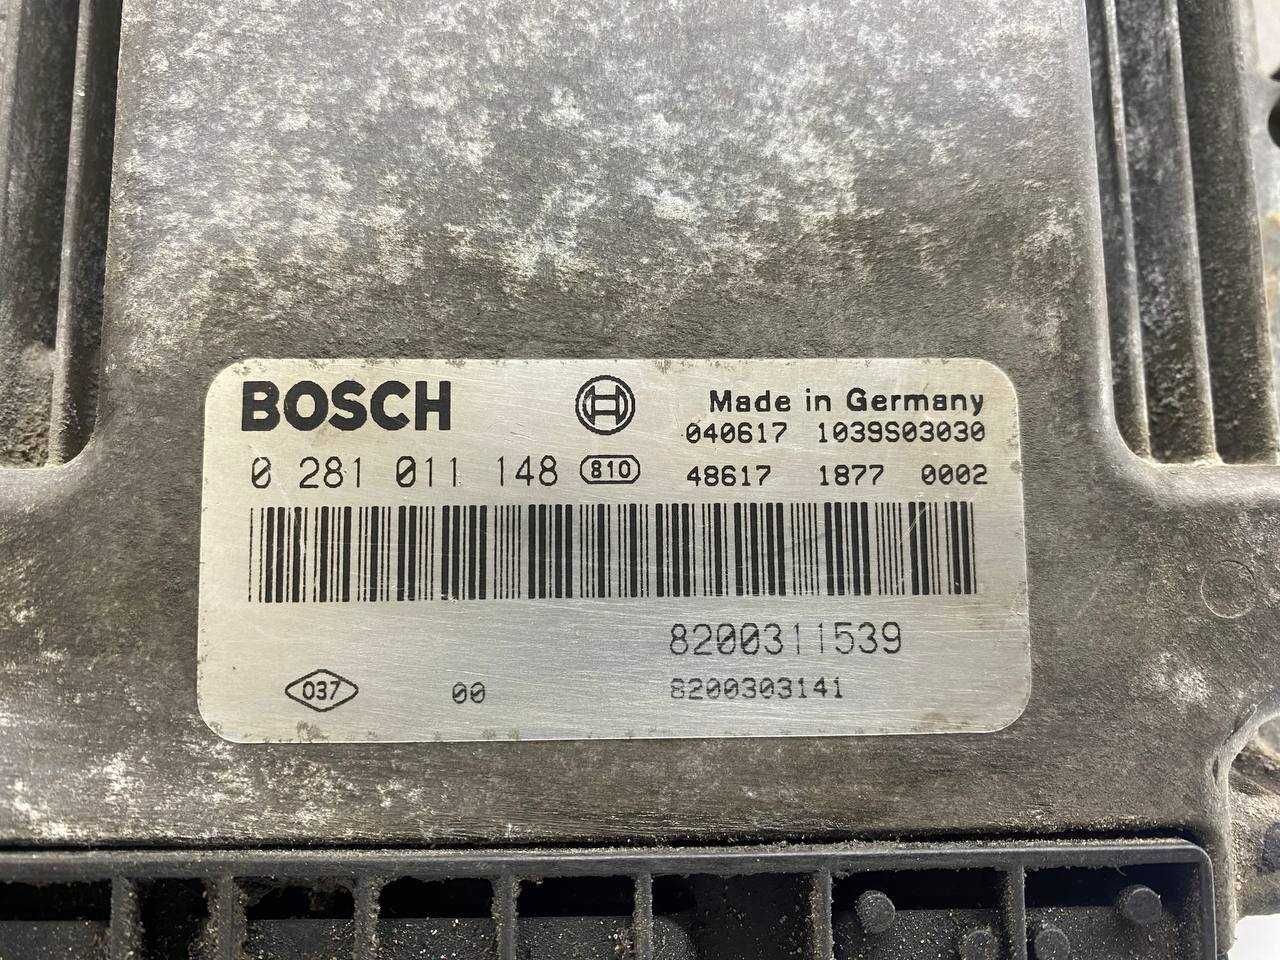 BOSCH
Made in Germany
040617 1039S03030
0 281 011 148 810 48617 1877 0002
8200311539
037 00 8200303141